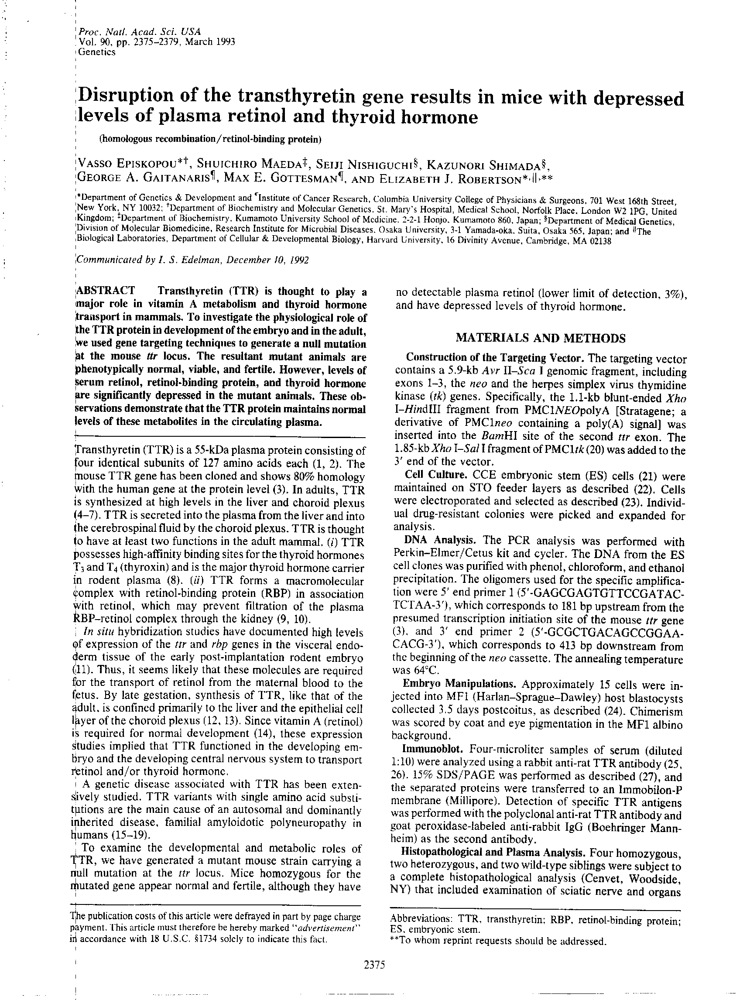 Proc. Natl. Acad. Sci. USA
Vol. 90, pp. 2375–2379, March 1993
Genetics
Disruption of the transthyretin gene results in mice with depressed
levels of plasma retinol and thyroid hormone
(homologous recombination/retinol-binding protein)
VASSO EPISKOPOU*†, SHUICHIRO MAEDA‡, SEIJI NISHIGUCHI§, KAZUNORI SHIMADA§,
GEORGE A. GAITANARIS¶, MAX E. GOTTESMAN¶, AND ELIZABETH J. ROBERTSON*,‖,**
*Department of Genetics & Development and ¶Institute of Cancer Research, Columbia University College of Physicians & Surgeons, 701 West 168th Street,
New York, NY 10032; †Department of Biochemistry and Molecular Genetics, St. Mary's Hospital, Medical School, Norfolk Place, London W2 1PG, United
Kingdom; ‡Department of Biochemistry, Kumamoto University School of Medicine, 2-2-1 Honjo, Kumamoto 860, Japan; §Department of Medical Genetics,
Division of Molecular Biomedicine, Research Institute for Microbial Diseases, Osaka University, 3-1 Yamada-oka, Suita, Osaka 565, Japan; and ‖The
Biological Laboratories, Department of Cellular & Developmental Biology, Harvard University, 16 Divinity Avenue, Cambridge, MA 02138
Communicated by I. S. Edelman, December 10, 1992
ABSTRACT Transthyretin (TTR) is thought to play a
major role in vitamin A metabolism and thyroid hormone
transport in mammals. To investigate the physiological role of
the TTR protein in development of the embryo and in the adult,
we used gene targeting techniques to generate a null mutation
at the mouse ttr locus. The resultant mutant animals are
phenotypically normal, viable, and fertile. However, levels of
serum retinol, retinol-binding protein, and thyroid hormone
are significantly depressed in the mutant animals. These ob-
servations demonstrate that the TTR protein maintains normal
levels of these metabolites in the circulating plasma.
Transthyretin (TTR) is a 55-kDa plasma protein consisting of
four identical subunits of 127 amino acids each (1, 2). The
mouse TTR gene has been cloned and shows 80% homology
with the human gene at the protein level (3). In adults, TTR
is synthesized at high levels in the liver and choroid plexus
(4–7). TTR is secreted into the plasma from the liver and into
the cerebrospinal fluid by the choroid plexus. TTR is thought
to have at least two functions in the adult mammal. (i) TTR
possesses high-affinity binding sites for the thyroid hormones
T3 and T4 (thyroxin) and is the major thyroid hormone carrier
in rodent plasma (8). (ii) TTR forms a macromolecular
complex with retinol-binding protein (RBP) in association
with retinol, which may prevent filtration of the plasma
RBP–retinol complex through the kidney (9, 10).
In situ hybridization studies have documented high levels
of expression of the ttr and rbp genes in the visceral endo-
derm tissue of the early post-implantation rodent embryo
(11). Thus, it seems likely that these molecules are required
for the transport of retinol from the maternal blood to the
fetus. By late gestation, synthesis of TTR, like that of the
adult, is confined primarily to the liver and the epithelial cell
layer of the choroid plexus (12, 13). Since vitamin A (retinol)
is required for normal development (14), these expression
studies implied that TTR functioned in the developing em-
bryo and the developing central nervous system to transport
retinol and/or thyroid hormone.
A genetic disease associated with TTR has been exten-
sively studied. TTR variants with single amino acid substi-
tutions are the main cause of an autosomal and dominantly
inherited disease, familial amyloidotic polyneuropathy in
humans (15–19).
To examine the developmental and metabolic roles of
TTR, we have generated a mutant mouse strain carrying a
null mutation at the ttr locus. Mice homozygous for the
mutated gene appear normal and fertile, although they have
The publication costs of this article were defrayed in part by page charge
payment. This article must therefore be hereby marked "advertisement"
in accordance with 18 U.S.C. §1734 solely to indicate this fact.
no detectable plasma retinol (lower limit of detection, 3%),
and have depressed levels of thyroid hormone.
MATERIALS AND METHODS
Construction of the Targeting Vector. The targeting vector
contains a 5.9-kb Avr II–Sca I genomic fragment, including
exons 1–3, the neo and the herpes simplex virus thymidine
kinase (tk) genes. Specifically, the 1.1-kb blunt-ended Xho
I–HindIII fragment from PMC1NEOpolyA [Stratagene; a
derivative of PMC1neo containing a poly(A) signal] was
inserted into the BamHI site of the second ttr exon. The
1.85-kb Xho I–Sal I fragment of PMC1tk (20) was added to the
3′ end of the vector.
Cell Culture. CCE embryonic stem (ES) cells (21) were
maintained on STO feeder layers as described (22). Cells
were electroporated and selected as described (23). Individ-
ual drug-resistant colonies were picked and expanded for
analysis.
DNA Analysis. The PCR analysis was performed with
Perkin–Elmer/Cetus kit and cycler. The DNA from the ES
cell clones was purified with phenol, chloroform, and ethanol
precipitation. The oligomers used for the specific amplifica-
tion were 5′ end primer 1 (5′-GAGCGAGTGTTCCGATAC-
TCTAA-3′), which corresponds to 181 bp upstream from the
presumed transcription initiation site of the mouse ttr gene
(3), and 3′ end primer 2 (5′-GCGCTGACAGCCGGAA-
CACG-3′), which corresponds to 413 bp downstream from
the beginning of the neo cassette. The annealing temperature
was 64°C.
Embryo Manipulations. Approximately 15 cells were in-
jected into MF1 (Harlan–Sprague–Dawley) host blastocysts
collected 3.5 days postcoitus, as described (24). Chimerism
was scored by coat and eye pigmentation in the MF1 albino
background.
Immunoblot. Four-microliter samples of serum (diluted
1:10) were analyzed using a rabbit anti-rat TTR antibody (25,
26). 15% SDS/PAGE was performed as described (27), and
the separated proteins were transferred to an Immobilon-P
membrane (Millipore). Detection of specific TTR antigens
was performed with the polyclonal anti-rat TTR antibody and
goat peroxidase-labeled anti-rabbit IgG (Boehringer Mann-
heim) as the second antibody.
Histopathological and Plasma Analysis. Four homozygous,
two heterozygous, and two wild-type siblings were subject to
a complete histopathological analysis (Cenvet, Woodside,
NY) that included examination of sciatic nerve and organs
Abbreviations: TTR, transthyretin; RBP, retinol-binding protein;
ES, embryonic stem.
**To whom reprint requests should be addressed.
2375